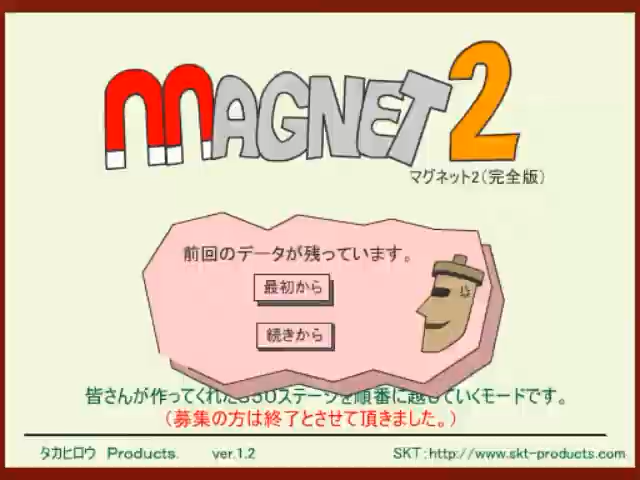 MAGNET2
マグネット2(完全版)
前回のデータが残っています。
最初から
続きから
皆さんが作ってくれた350ステージを順番に越していくモードです。
(募集の方は終了とさせて頂きました。)
タカヒロウ Products. ver.1.2 SKT:http://www.skt-products.com